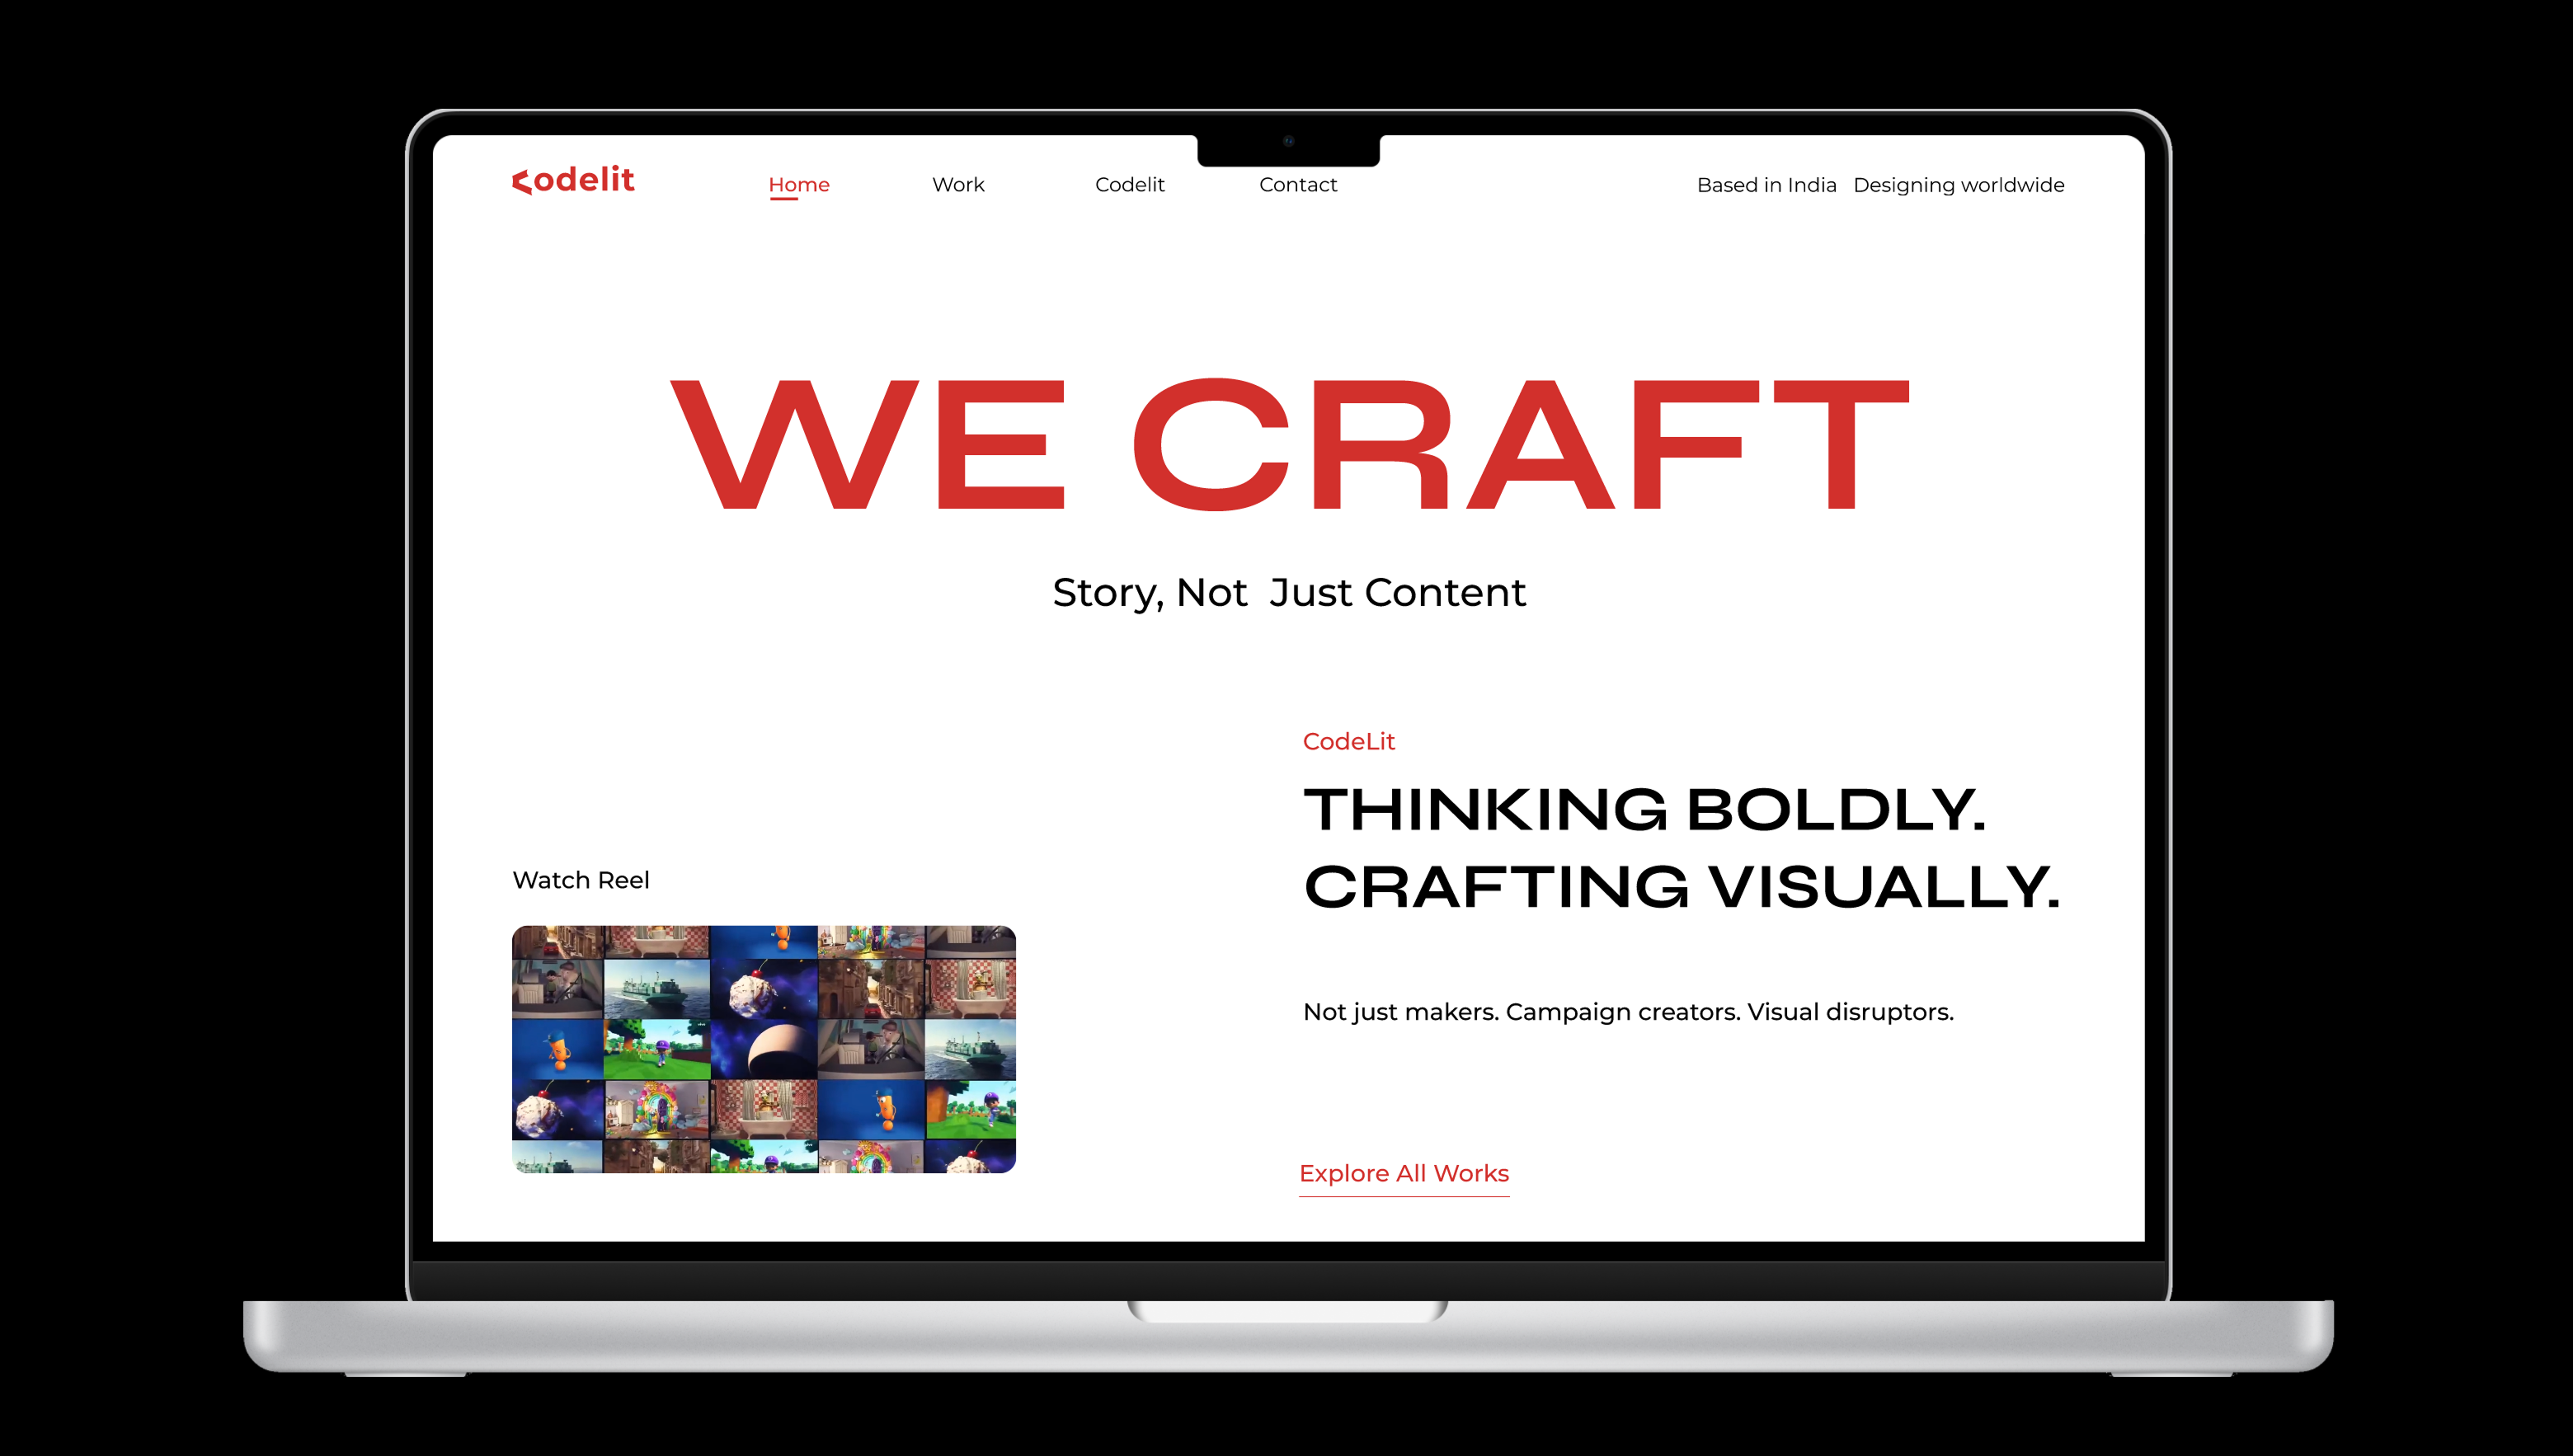 codelit
Home Work Codelit Contact Based in India Designing worldwide
WE CRAFT
Story, Not Just Content
CodeLit
THINKING BOLDLY.
CRAFTING VISUALLY.
Watch Reel
Not just makers. Campaign creators. Visual disruptors.
Explore All Works